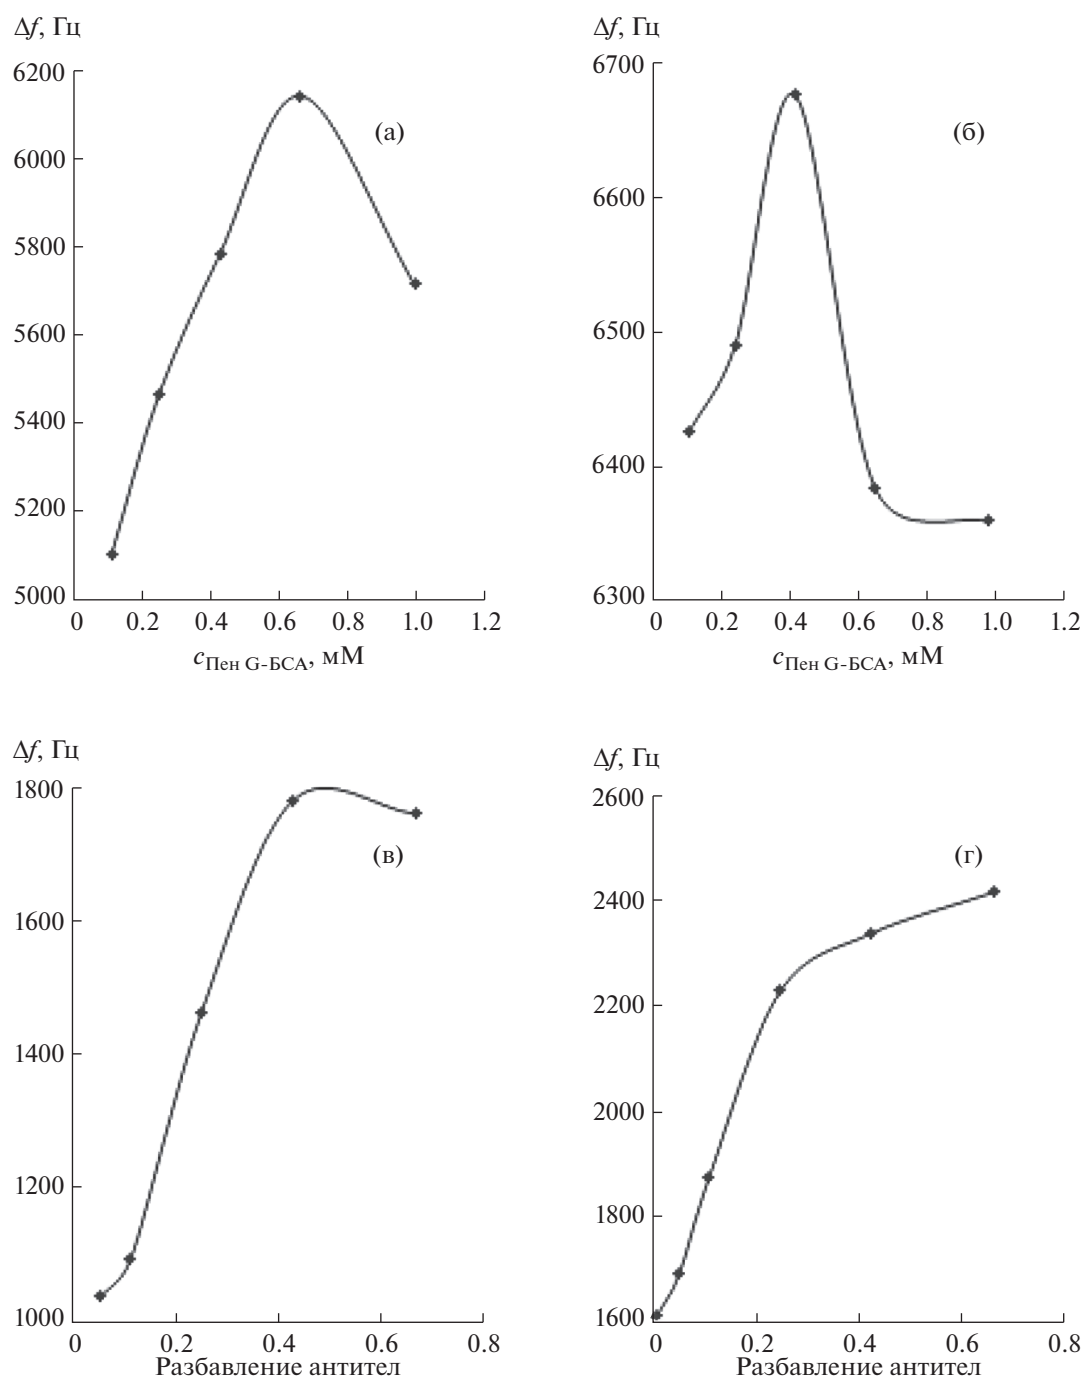 Δf, Гц
6200
6000
5800
5600
5400
5200
5000
(а)
0 0.2 0.4 0.6 0.8 1.0 1.2
cПен G-БСА, мМ
Δf, Гц
6700
6600
6500
6400
6300
(б)
0 0.2 0.4 0.6 0.8 1.0 1.2
cПен G-БСА, мМ
Δf, Гц
1800
1600
1400
1200
1000
(в)
0 0.2 0.4 0.6 0.8
Разбавление антител
Δf, Гц
2600
2400
2200
2000
1800
1600
(г)
0 0.2 0.4 0.6 0.8
Разбавление антител